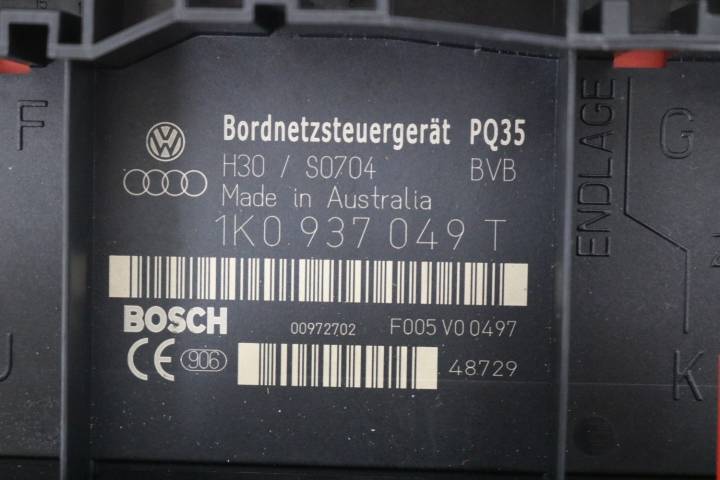 F
Bordnetzsteuergerät PQ35
H30 / S0704 BVB
Made in Australia
1K0 937 049 T
BOSCH 00972702 F005 V0 0497
CE 906 48729
ENDLAGE
G
K